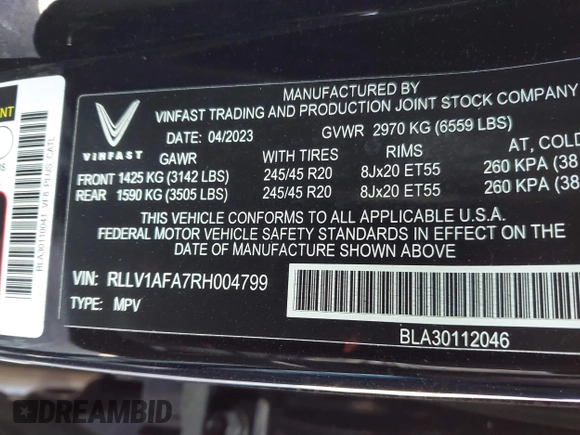 MANUFACTURED BY
VINFAST TRADING AND PRODUCTION JOINT STOCK COMPANY
DATE: 04/2023 GVWR 2970 KG (6559 LBS)
VINFAST
GAWR WITH TIRES RIMS AT, COLD
FRONT 1425 KG (3142 LBS) 245/45 R20 8Jx20 ET55 260 KPA (38
REAR 1590 KG (3505 LBS) 245/45 R20 8Jx20 ET55 260 KPA (38
THIS VEHICLE CONFORMS TO ALL APPLICABLE U.S.A.
FEDERAL MOTOR VEHICLE SAFETY STANDARDS IN EFFECT ON THE
DATE OF MANUFACTURE SHOWN ABOVE.
VIN: RLLV1AFA7RH004799
TYPE: MPV
BLA30112046
BLA30110041_VF8 PLUS_CATL
DREAMBID